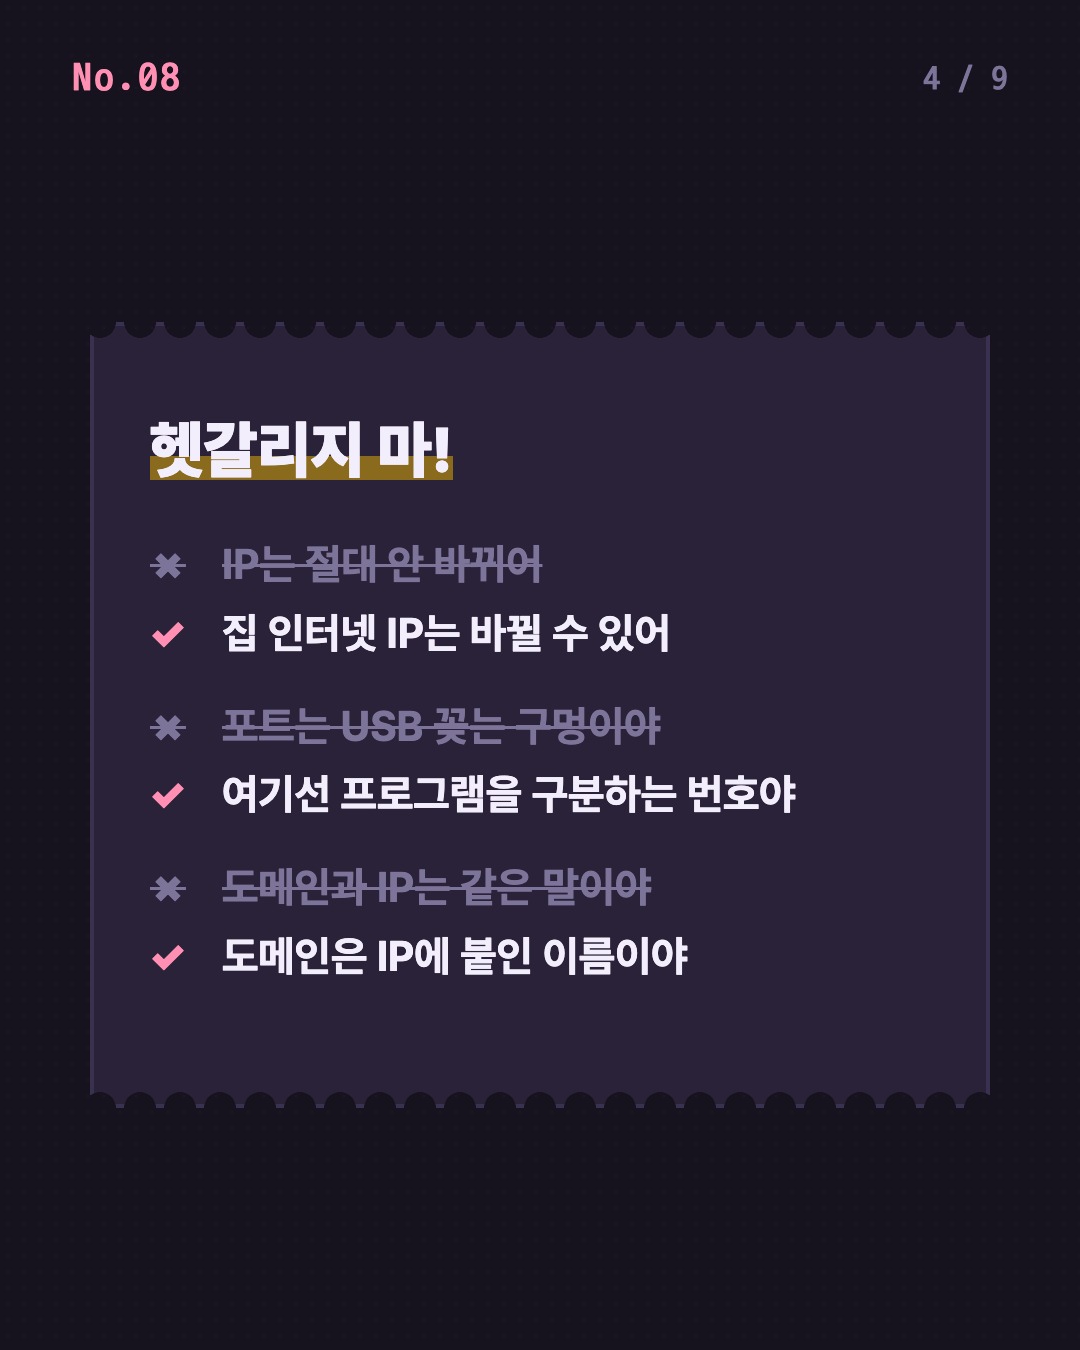 No.08
4 / 9
헷갈리지 마!
✖ IP는 절대 안 바뀌어
✔ 집 인터넷 IP는 바뀔 수 있어
✖ 포트는 USB 꽂는 구멍이야
✔ 여기선 프로그램을 구분하는 번호야
✖ 도메인과 IP는 같은 말이야
✔ 도메인은 IP에 붙인 이름이야